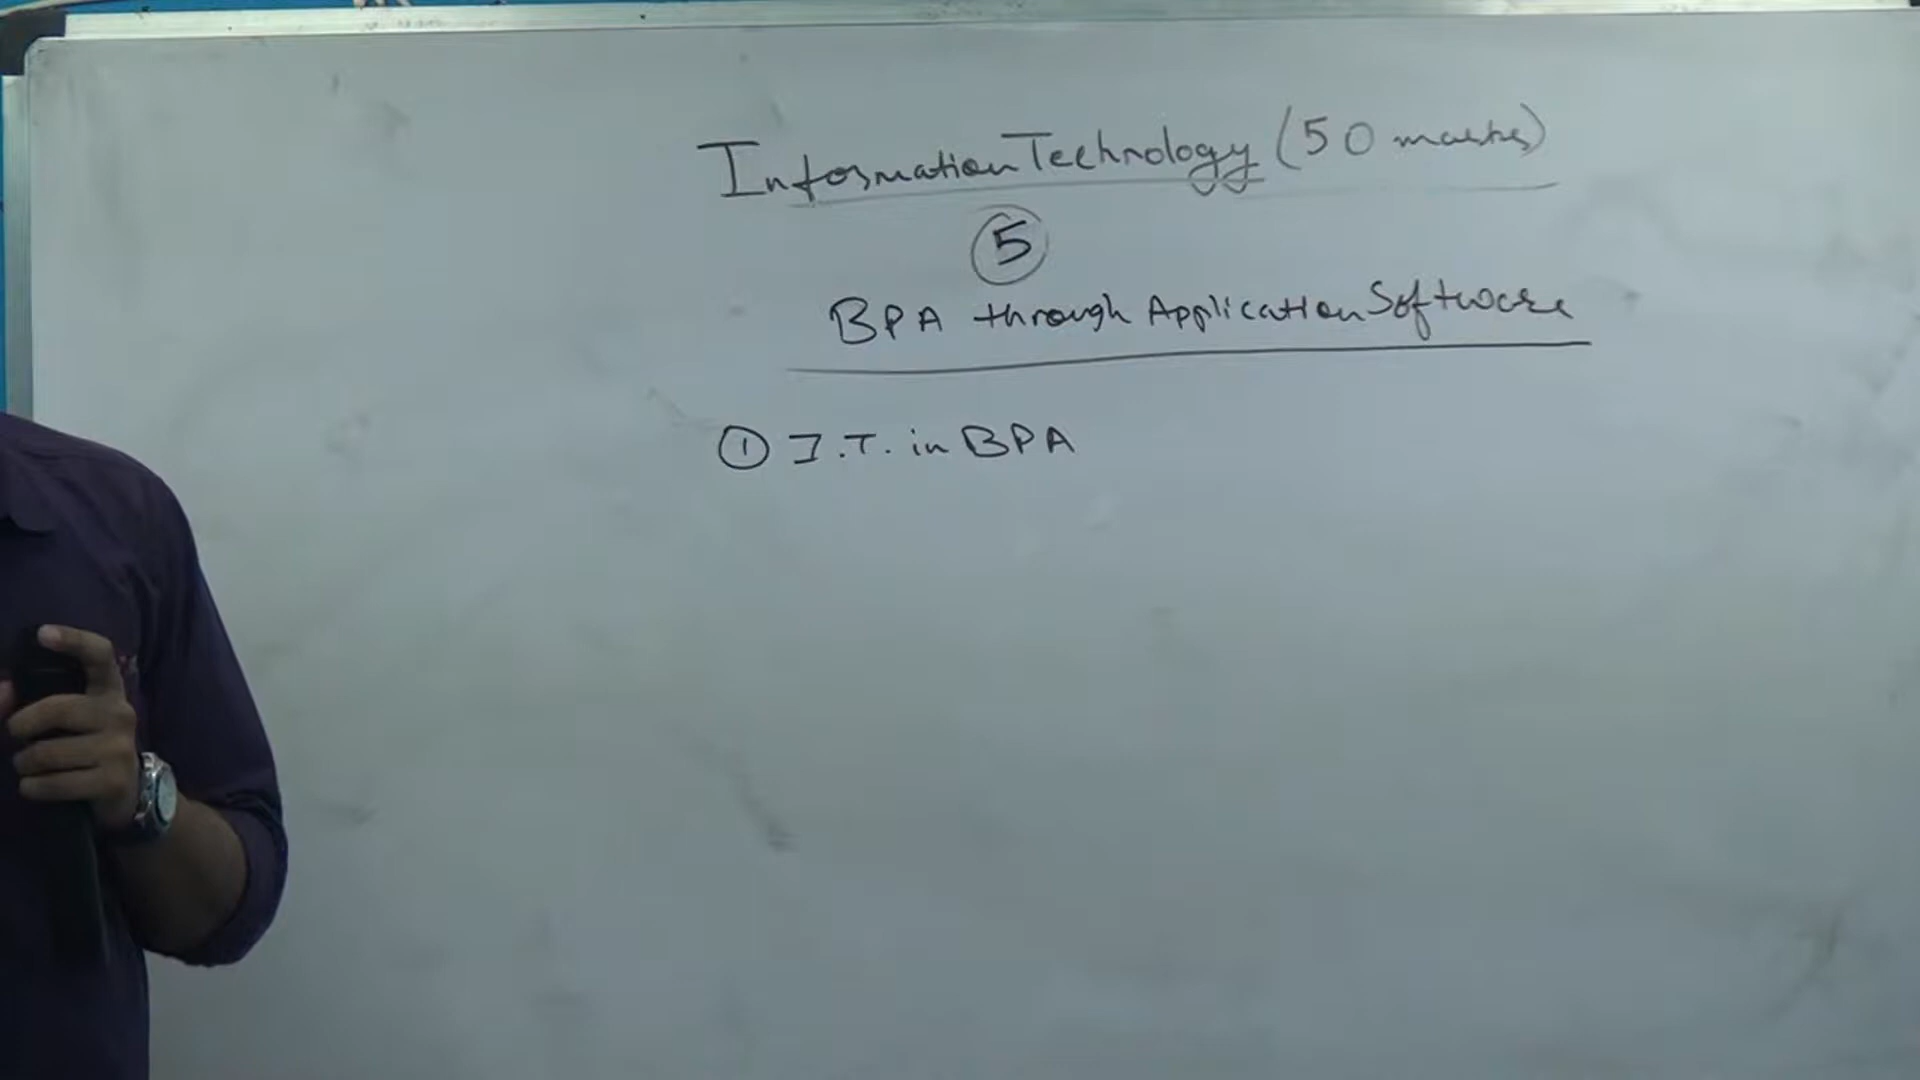 Information Technology (50 marks)
5
BPA through Application Software
1 I.T. in BPA